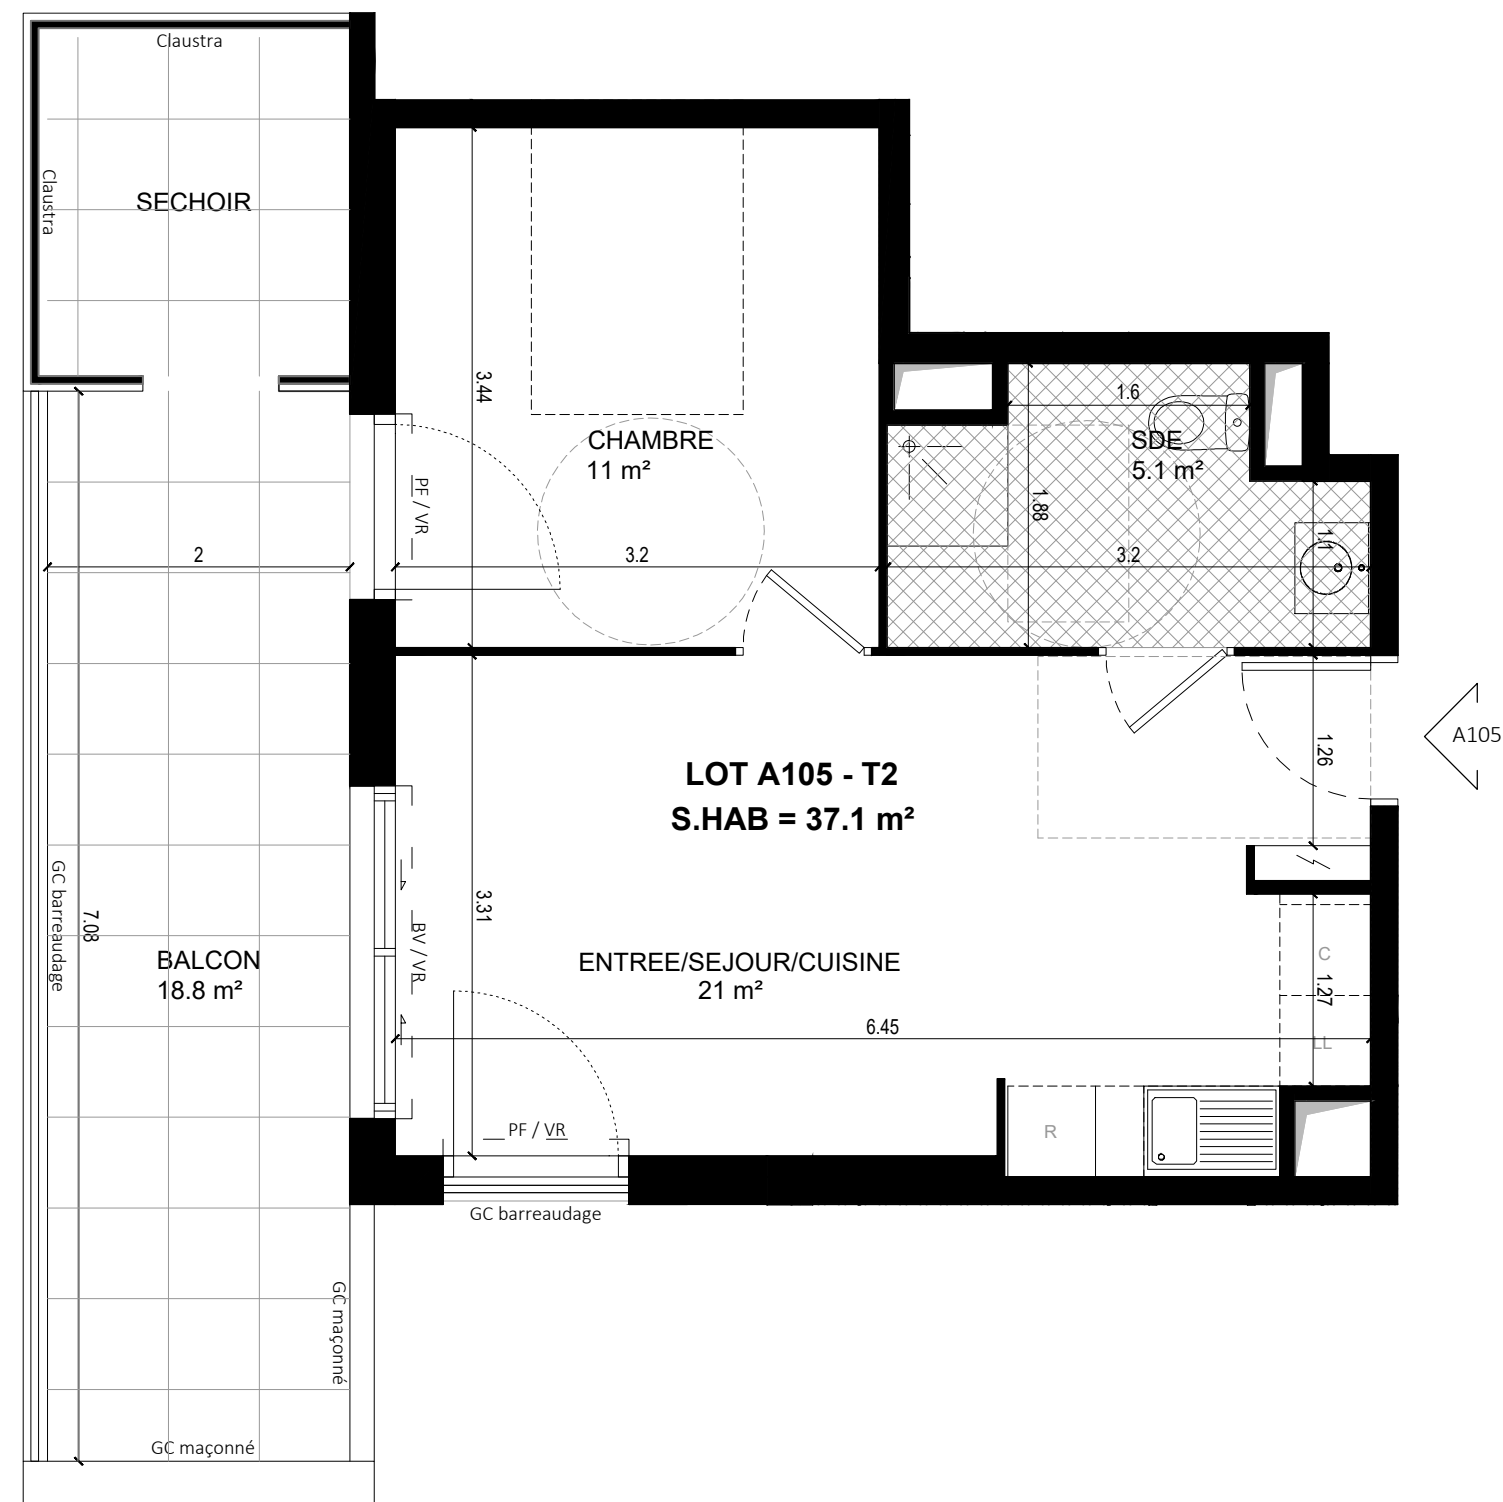 Claustra
Claustra
SECHOIR
3.44
CHAMBRE
11 m²
1.6
SDE
5.1 m²
1.88
1.1
PF / VR
2
3.2
3.2
A105
1.26
LOT A105 - T2
S.HAB = 37.1 m²
GC barreaudage
7.08
BALCON
18.8 m²
BV / VR
3.31
ENTREE/SEJOUR/CUISINE
21 m²
C
1.27
LL
6.45
R
PF / VR
GC barreaudage
GC maçonné
GC maçonné